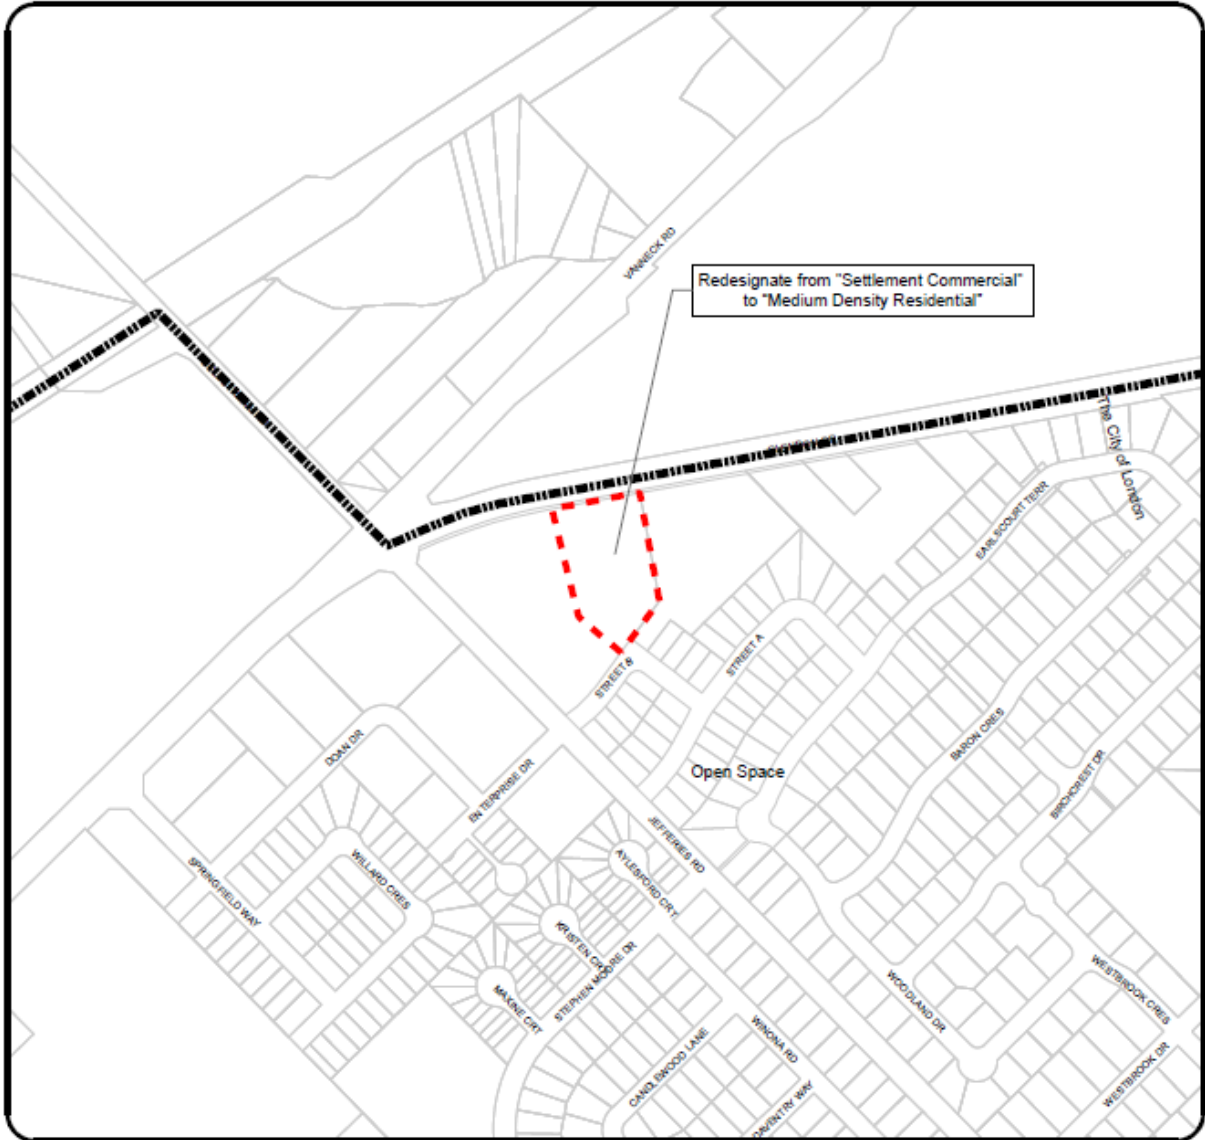 VANNECK RD
Redesignate from "Settlement Commercial"
to "Medium Density Residential"
The City of London
EARLSCOURT TERR
STREET A
STREET B
BARON CRES
DOAN DR
Open Space
BIRCHCREST DR
ENTERPRISE DR
JEFFERIES RD
WILLARD CRES
AYLESFORD CRT
SPRINGFIELD WAY
KRISTEN CRT
STEPHEN MOORE DR
MAXINE CRT
WOODLAND DR
WESTBROOK CRES
WINONA RD
CANDLEWOOD LANE
WESTBROOK DR
DAVENTRY WAY